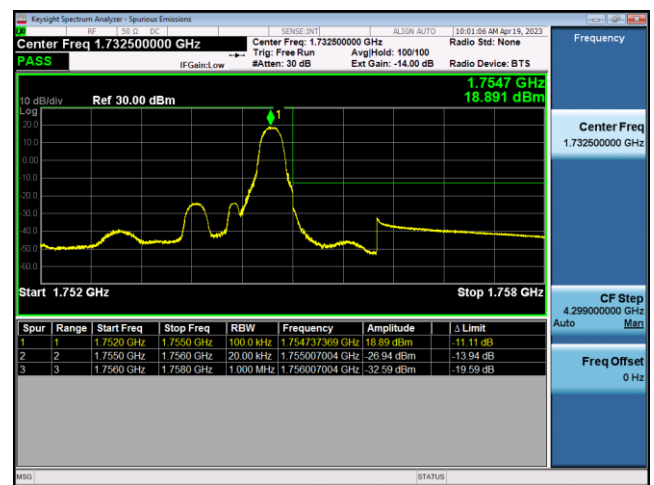 Keysight Spectrum Analyzer - Spurious Emissions
RF 50 Ω DC SENSE:INT ALIGN AUTO 10:01:06 AM Apr 19, 2023
Center Freq 1.732500000 GHz Center Freq: 1.732500000 GHz Radio Std: None
Trig: Free Run Avg|Hold: 100/100
PASS IFGain:Low #Atten: 30 dB Ext Gain: -14.00 dB Radio Device: BTS
1.7547 GHz
18.891 dBm
10 dB/div Ref 30.00 dBm
Log
1
20.0
10.0
0.00
-10.0
-20.0
-30.0
-40.0
-50.0
-60.0
Start 1.752 GHz Stop 1.758 GHz
Spur Range Start Freq Stop Freq RBW Frequency Amplitude Δ Limit
1 1 1.7520 GHz 1.7550 GHz 100.0 kHz 1.754737369 GHz 18.89 dBm -11.11 dB
2 2 1.7550 GHz 1.7560 GHz 20.00 kHz 1.755007004 GHz -26.94 dBm -13.94 dB
3 3 1.7560 GHz 1.7580 GHz 1.000 MHz 1.756007004 GHz -32.59 dBm -19.59 dB
MSG STATUS
Frequency
Center Freq
1.732500000 GHz
CF Step
4.299000000 GHz
Auto Man
Freq Offset
0 Hz